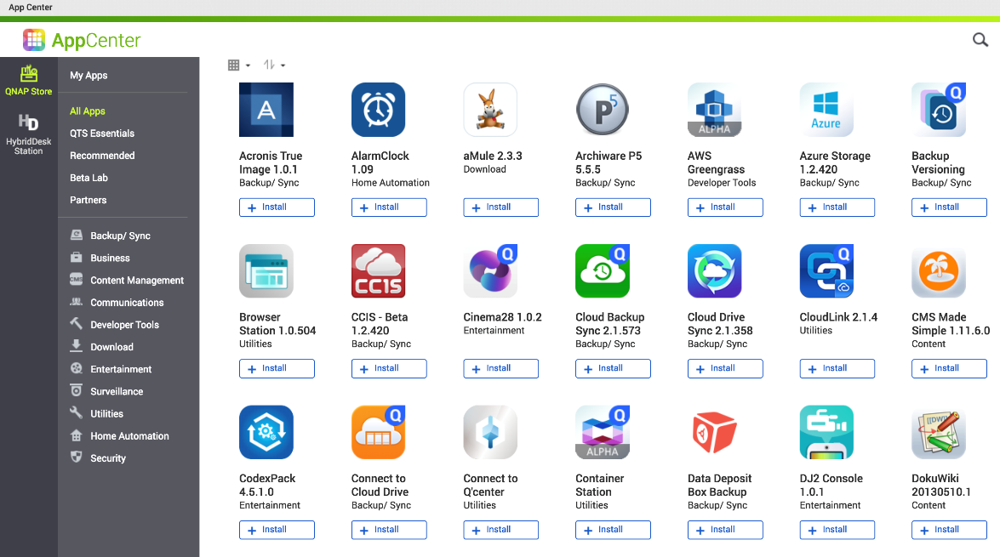 App Center
AppCenter
QNAP Store
HD
HybridDesk
Station
My Apps
All Apps
QTS Essentials
Recommended
Beta Lab
Partners
Backup/ Sync
Business
CMS
Content Management
Communications
Developer Tools
Download
Entertainment
Surveillance
Utilities
Home Automation
Security
A
P5
ALPHA
Azure
Q
Acronis True
Image 1.0.1
Backup/ Sync
+ Install
AlarmClock
1.09
Home Automation
+ Install
aMule 2.3.3
Download
+ Install
Archiware P5
5.5.5
Backup/ Sync
+ Install
AWS
Greengrass
Developer Tools
+ Install
Azure Storage
1.2.420
Backup/ Sync
+ Install
Backup
Versioning
Backup/ Sync
+ Install
CCIS
Q
Q
Q
Browser
Station 1.0.504
Utilities
+ Install
CCIS - Beta
1.2.420
Backup/ Sync
+ Install
Cinema28 1.0.2
Entertainment
+ Install
Cloud Backup
Sync 2.1.573
Backup/ Sync
+ Install
Cloud Drive
Sync 2.1.358
Backup/ Sync
+ Install
CloudLink 2.1.4
Utilities
+ Install
CMS Made
Simple 1.11.6.0
Content
+ Install
Q
Q
ALPHA
[[DW]]
CodexPack
4.5.1.0
Entertainment
+ Install
Connect to
Cloud Drive
Backup/ Sync
+ Install
Connect to
Q'center
Utilities
+ Install
Container
Station
Utilities
+ Install
Data Deposit
Box Backup
Backup/ Sync
+ Install
DJ2 Console
1.0.1
Entertainment
+ Install
DokuWiki
20130510.1
Content
+ Install